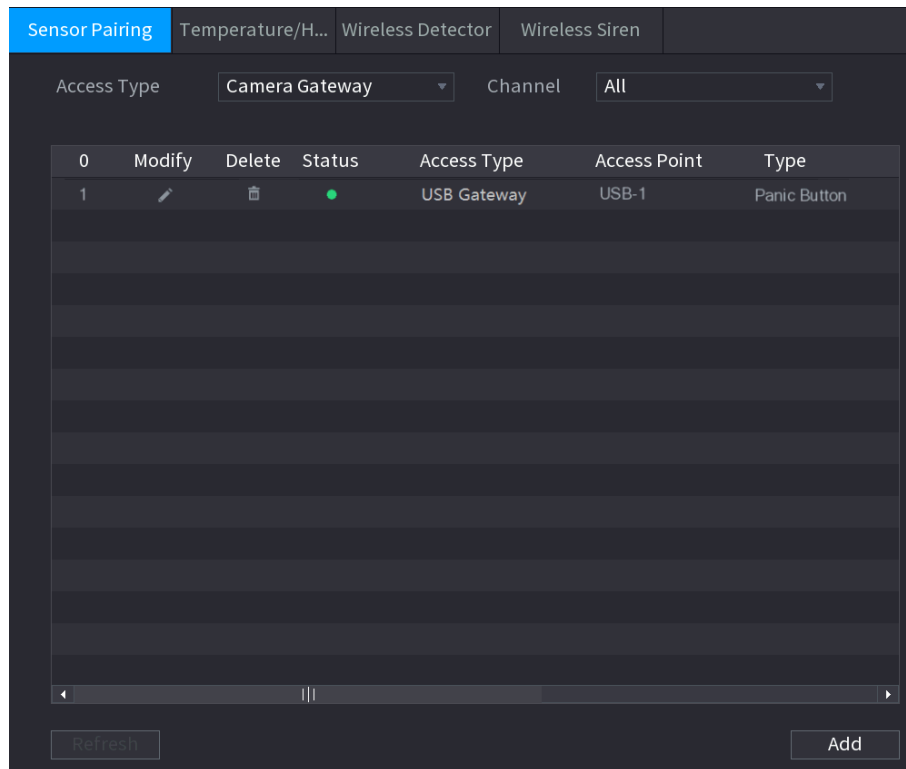 Sensor Pairing Temperature/H... Wireless Detector Wireless Siren
Access Type Camera Gateway Channel All
0 Modify Delete Status Access Type Access Point Type
1 USB Gateway USB-1 Panic Button
Refresh Add